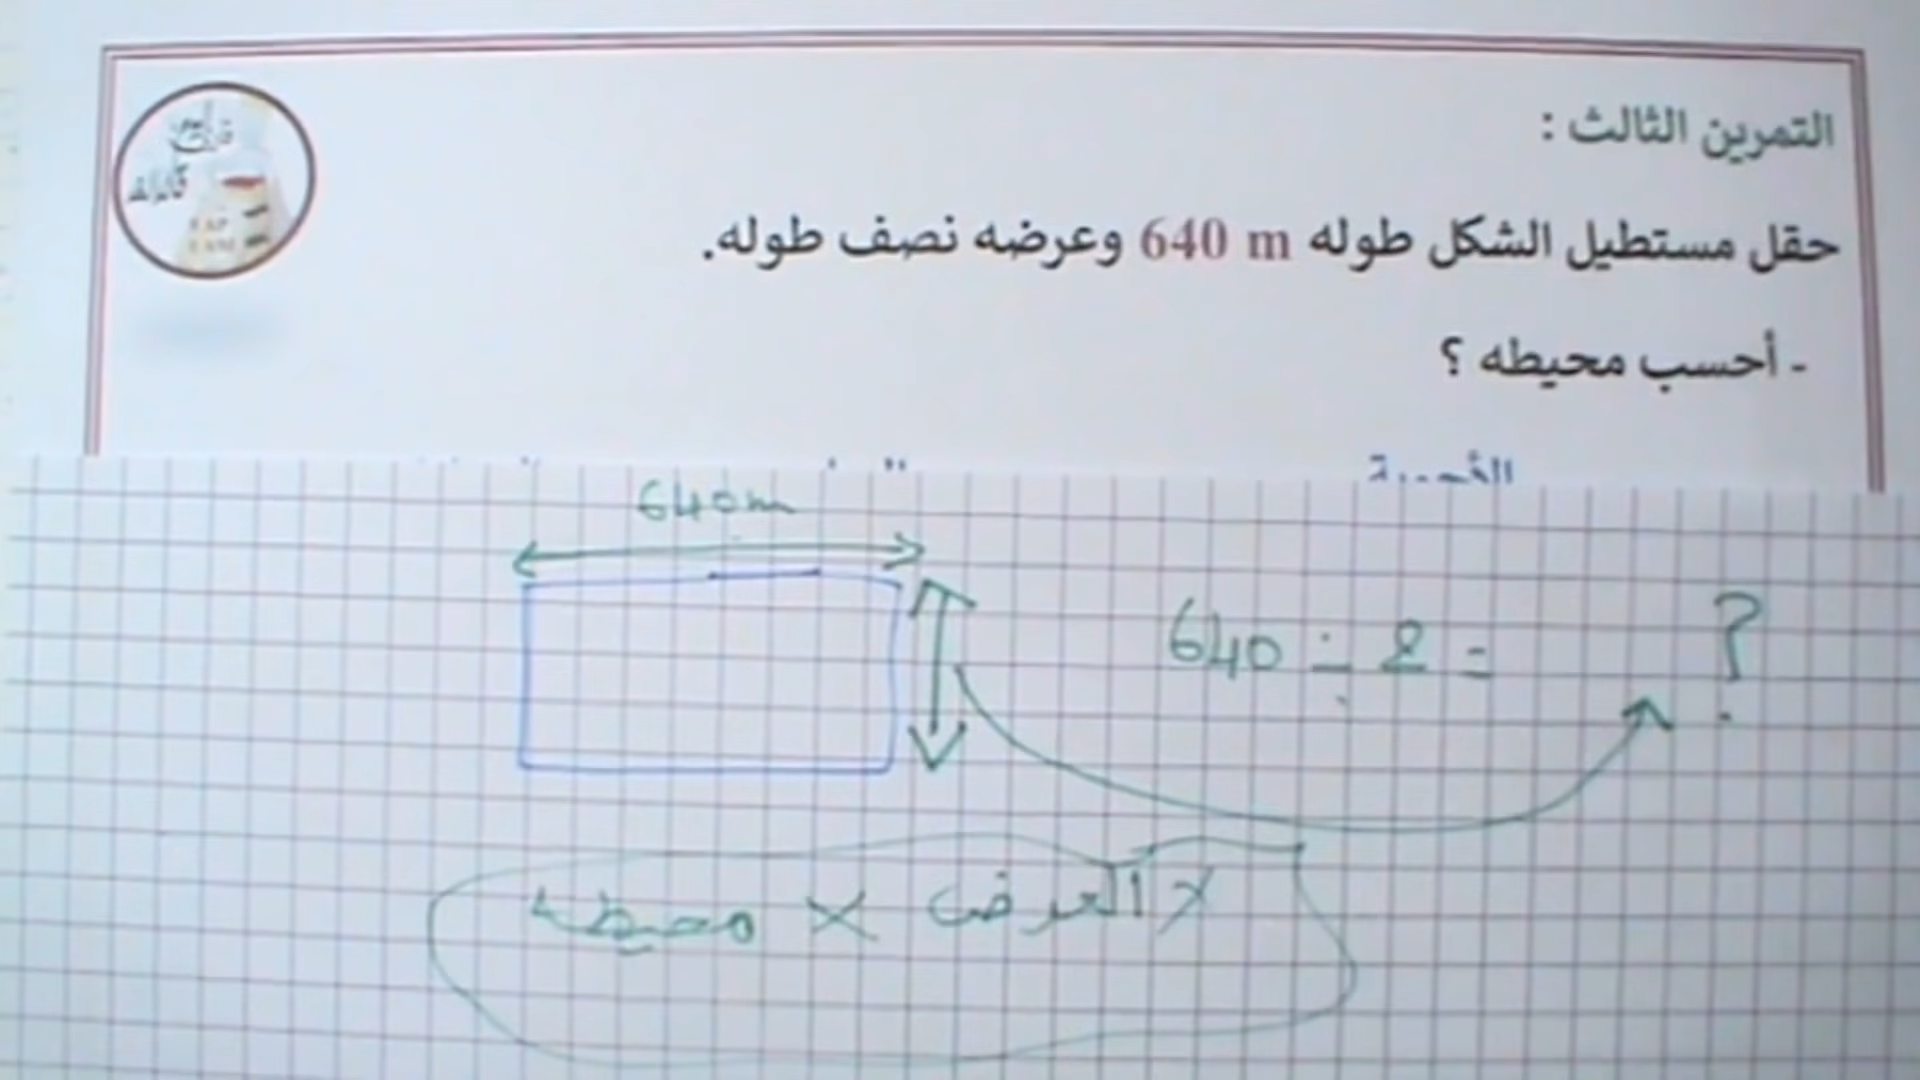 التمرين الثالث :
حقل مستطيل الشكل طوله 640 m وعرضه نصف طوله.
- أحسب محيطه ؟
640m
640 ÷ 2 = ?
x العرض x محيطه